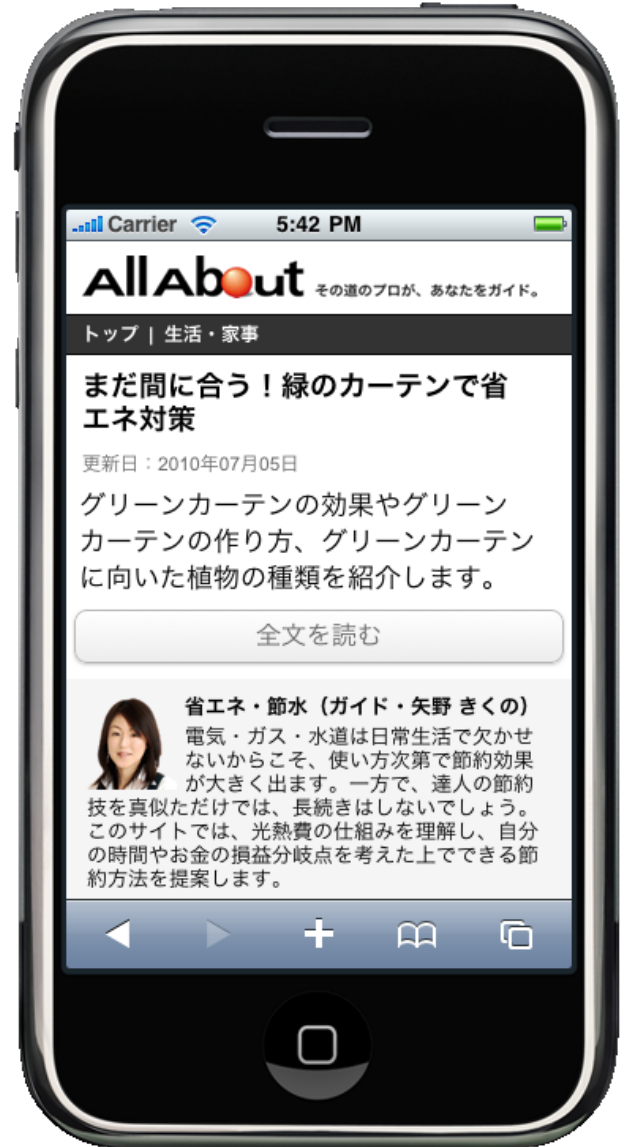 Carrier 5:42 PM
All About その道のプロが、あなたをガイド。
トップ | 生活・家事
まだ間に合う！緑のカーテンで省
エネ対策
更新日：2010年07月05日
グリーンカーテンの効果やグリーン
カーテンの作り方、グリーンカーテン
に向いた植物の種類を紹介します。
全文を読む
省エネ・節水（ガイド・矢野 きくの）
電気・ガス・水道は日常生活で欠かせ
ないからこそ、使い方次第で節約効果
が大きく出ます。一方で、達人の節約
技を真似ただけでは、長続きはしないでしょう。
このサイトでは、光熱費の仕組みを理解し、自分
の時間やお金の損益分岐点を考えた上でできる節
約方法を提案します。